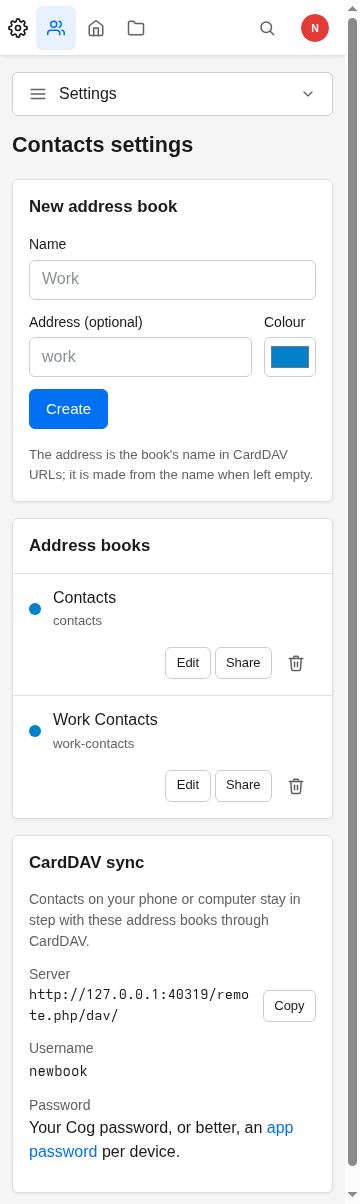 N
Settings
Contacts settings
New address book
Name
Work
Address (optional)
Colour
work
Create
The address is the book's name in CardDAV
URLs; it is made from the name when left empty.
Address books
Contacts
contacts
Edit
Share
Work Contacts
work-contacts
Edit
Share
CardDAV sync
Contacts on your phone or computer stay in
step with these address books through
CardDAV.
Server
http://127.0.0.1:40319/remo
te.php/dav/
Copy
Username
newbook
Password
Your Cog password, or better, an app
password per device.